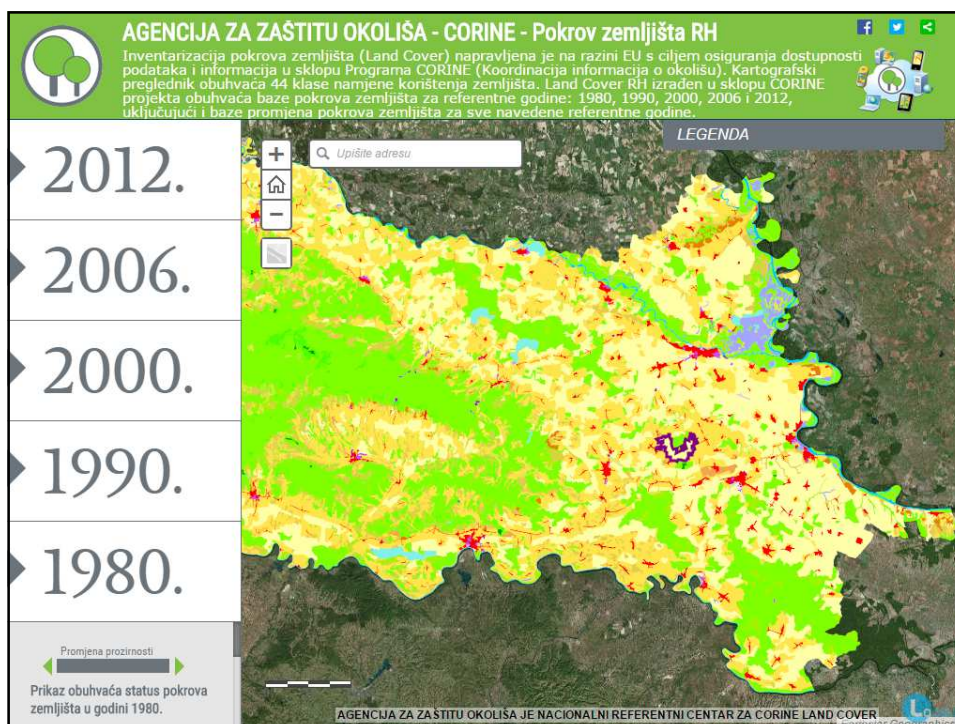 AGENCIJA ZA ZAŠTITU OKOLIŠA - CORINE - Pokrov zemljišta RH
Inventarizacija pokrova zemljišta (Land Cover) napravljena je na razini EU s ciljem osiguranja dostupnosti
podataka i informacija u sklopu Programa CORINE (Koordinacija informacija o okolišu). Kartografski
preglednik obuhvaća 44 klase namjene korištenja zemljišta. Land Cover RH izrađen u sklopu CORINE
projekta obuhvaća baze pokrova zemljišta za referentne godine: 1980, 1990, 2000, 2006 i 2012,
uključujući i baze promjena pokrova zemljišta za sve navedene referentne godine.
LEGENDA
Upišite adresu
2012.
2006.
2000.
1990.
1980.
Promjena prozirnosti
Prikaz obuhvaća status pokrova
zemljišta u godini 1980.
AGENCIJA ZA ZAŠTITU OKOLIŠA JE NACIONALNI REFERENTNI CENTAR ZA CORINE LAND COVER